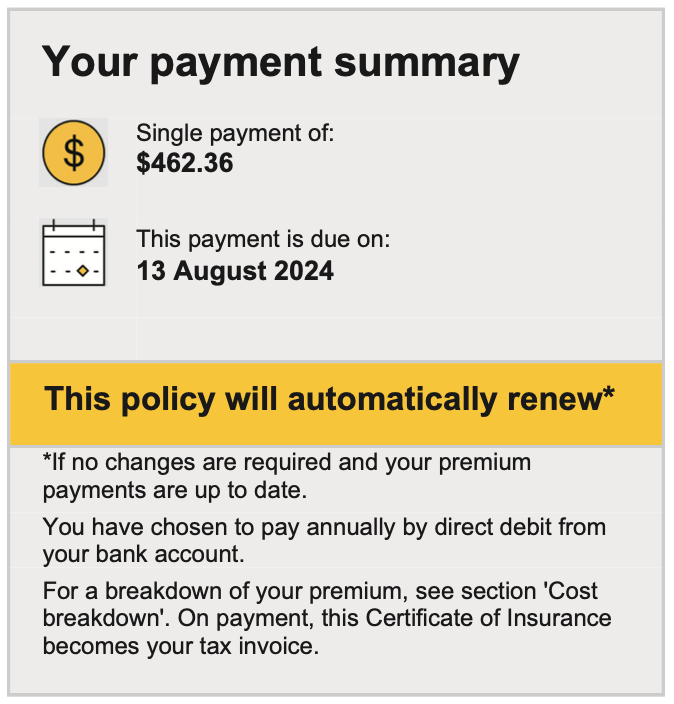 Your payment summary
$
Single payment of:
$462.36
This payment is due on:
13 August 2024
This policy will automatically renew*
*If no changes are required and your premium
payments are up to date.
You have chosen to pay annually by direct debit from
your bank account.
For a breakdown of your premium, see section 'Cost
breakdown'. On payment, this Certificate of Insurance
becomes your tax invoice.